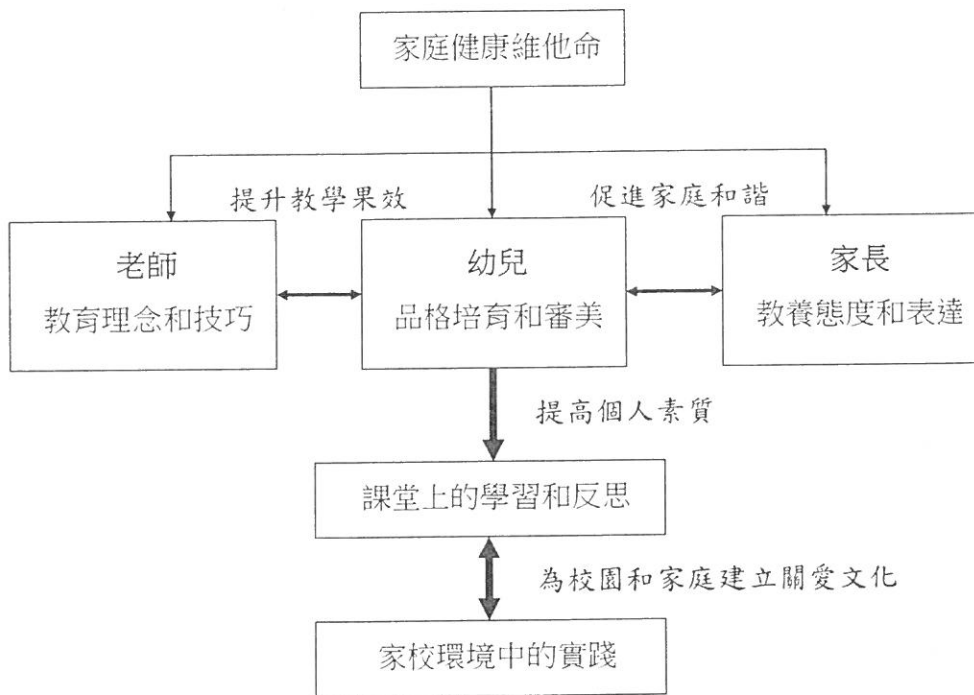 家庭健康維他命
提升教學果效
促進家庭和諧
老師
教育理念和技巧
幼兒
品格培育和審美
家長
教養態度和表達
提高個人素質
課堂上的學習和反思
為校園和家庭建立關愛文化
家校環境中的實踐